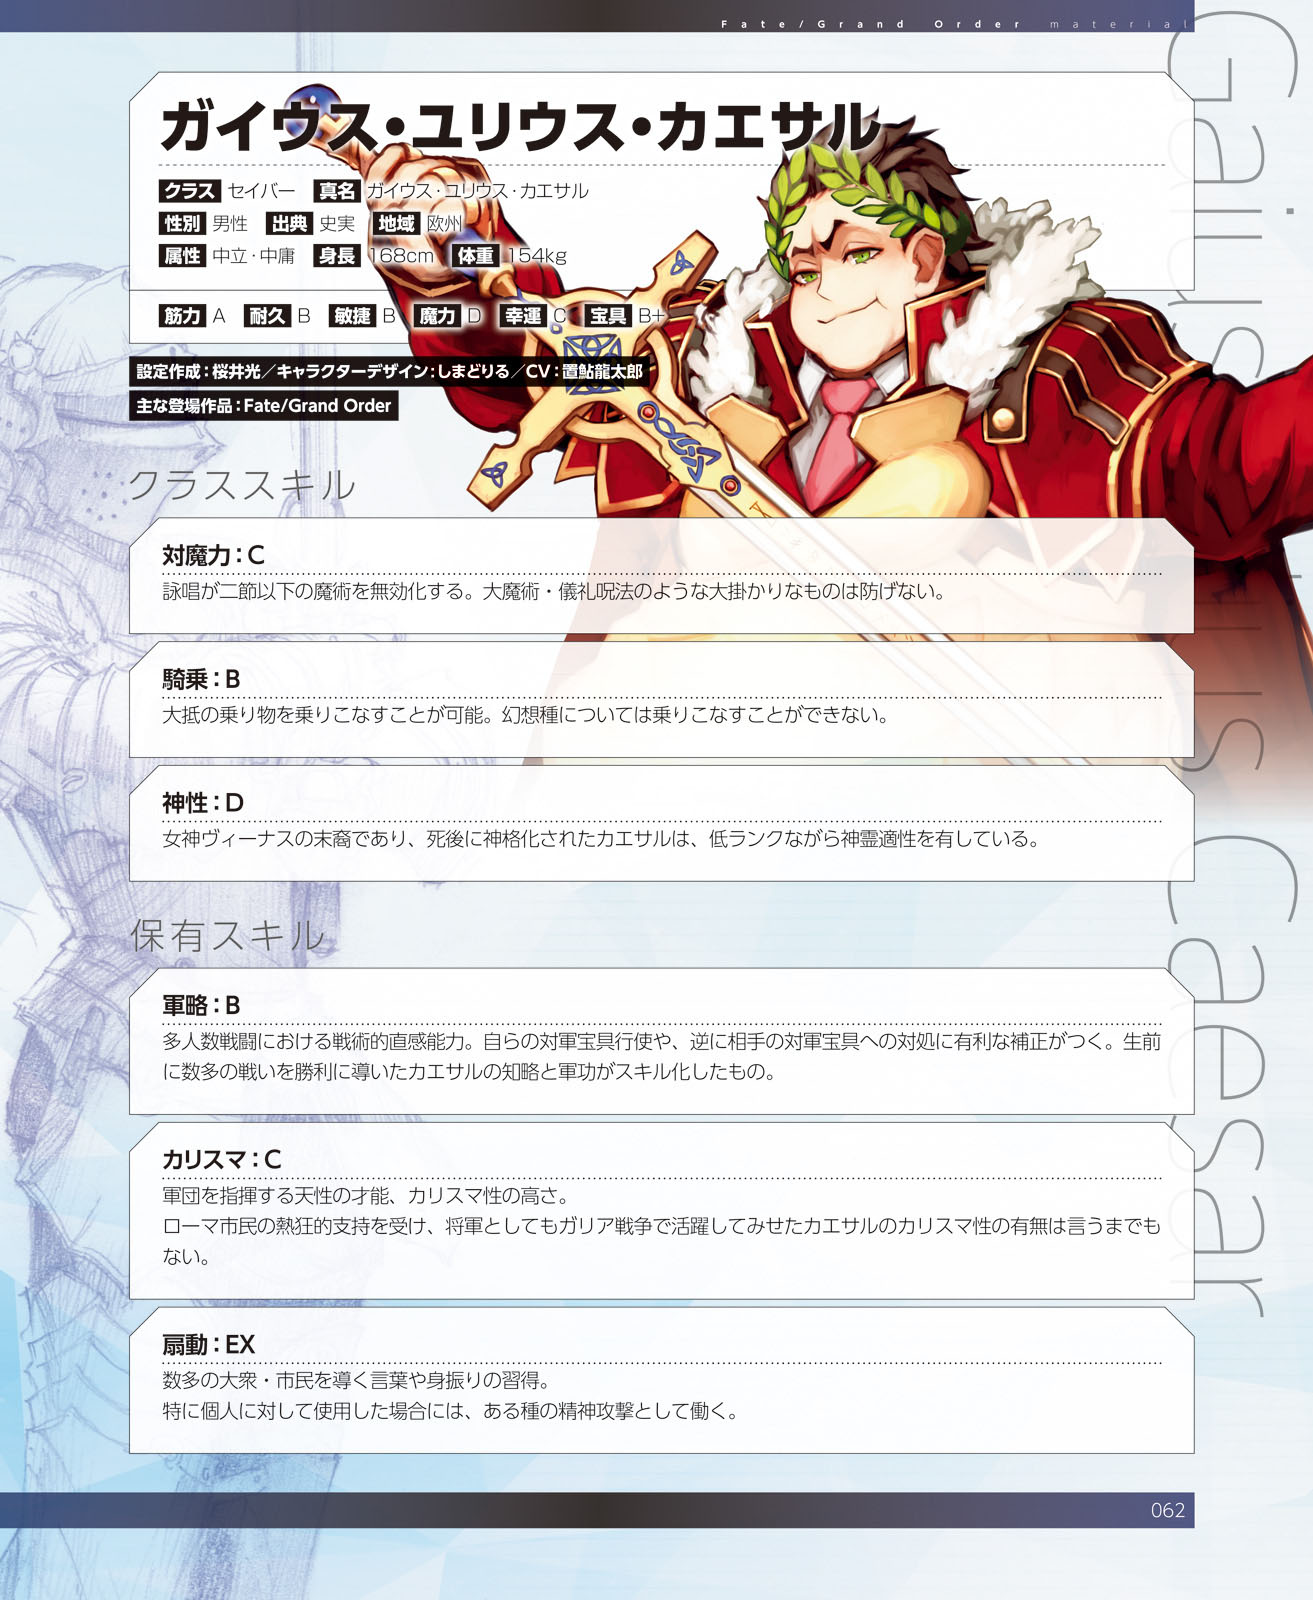 Fate/Grand Order material
ガイウス・ユリウス・カエサル
クラス セイバー 真名 ガイウス・ユリウス・カエサル
性別 男性 出典 史実 地域 欧州
属性 中立・中庸 身長 168cm 体重 154kg
筋力 A 耐久 B 敏捷 B 魔力 D 幸運 C 宝具 B+
設定作成:桜井光/キャラクターデザイン:しまどりる/CV:置鮎龍太郎
主な登場作品:Fate/Grand Order
クラススキル
対魔力:C
詠唱が二節以下の魔術を無効化する。大魔術・儀礼呪法のような大掛かりなものは防げない。
騎乗:B
大抵の乗り物を乗りこなすことが可能。幻想種については乗りこなすことができない。
神性:D
女神ヴィーナスの末裔であり、死後に神格化されたカエサルは、低ランクながら神霊適性を有している。
保有スキル
軍略:B
多人数戦闘における戦術的直感能力。自らの対軍宝具行使や、逆に相手の対軍宝具への対処に有利な補正がつく。生前
に数多の戦いを勝利に導いたカエサルの知略と軍功がスキル化したもの。
カリスマ:C
軍団を指揮する天性の才能、カリスマ性の高さ。
ローマ市民の熱狂的支持を受け、将軍としてもガリア戦争で活躍してみせたカエサルのカリスマ性の有無は言うまでも
ない。
扇動:EX
数多の大衆・市民を導く言葉や身振りの習得。
特に個人に対して使用した場合には、ある種の精神攻撃として働く。
062
Gaius Julius Caesar